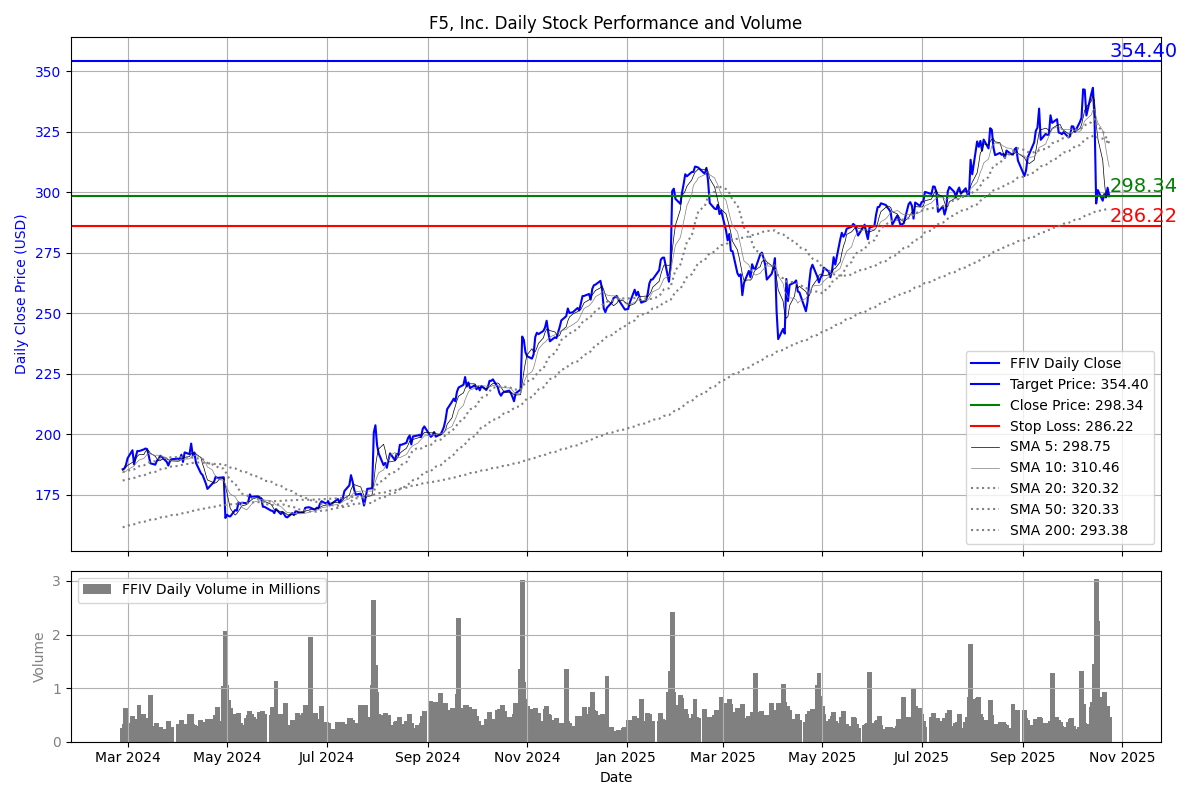 F5, Inc. Daily Stock Performance and Volume
354.40
350
325
300
298.34
286.22
275
250
225
200
175
Daily Close Price (USD)
FFIV Daily Close
Target Price: 354.40
Close Price: 298.34
Stop Loss: 286.22
SMA 5: 298.75
SMA 10: 310.46
SMA 20: 320.32
SMA 50: 320.33
SMA 200: 293.38
FFIV Daily Volume in Millions
3
2
1
0
Volume
Mar 2024 May 2024 Jul 2024 Sep 2024 Nov 2024 Jan 2025 Mar 2025 May 2025 Jul 2025 Sep 2025 Nov 2025
Date